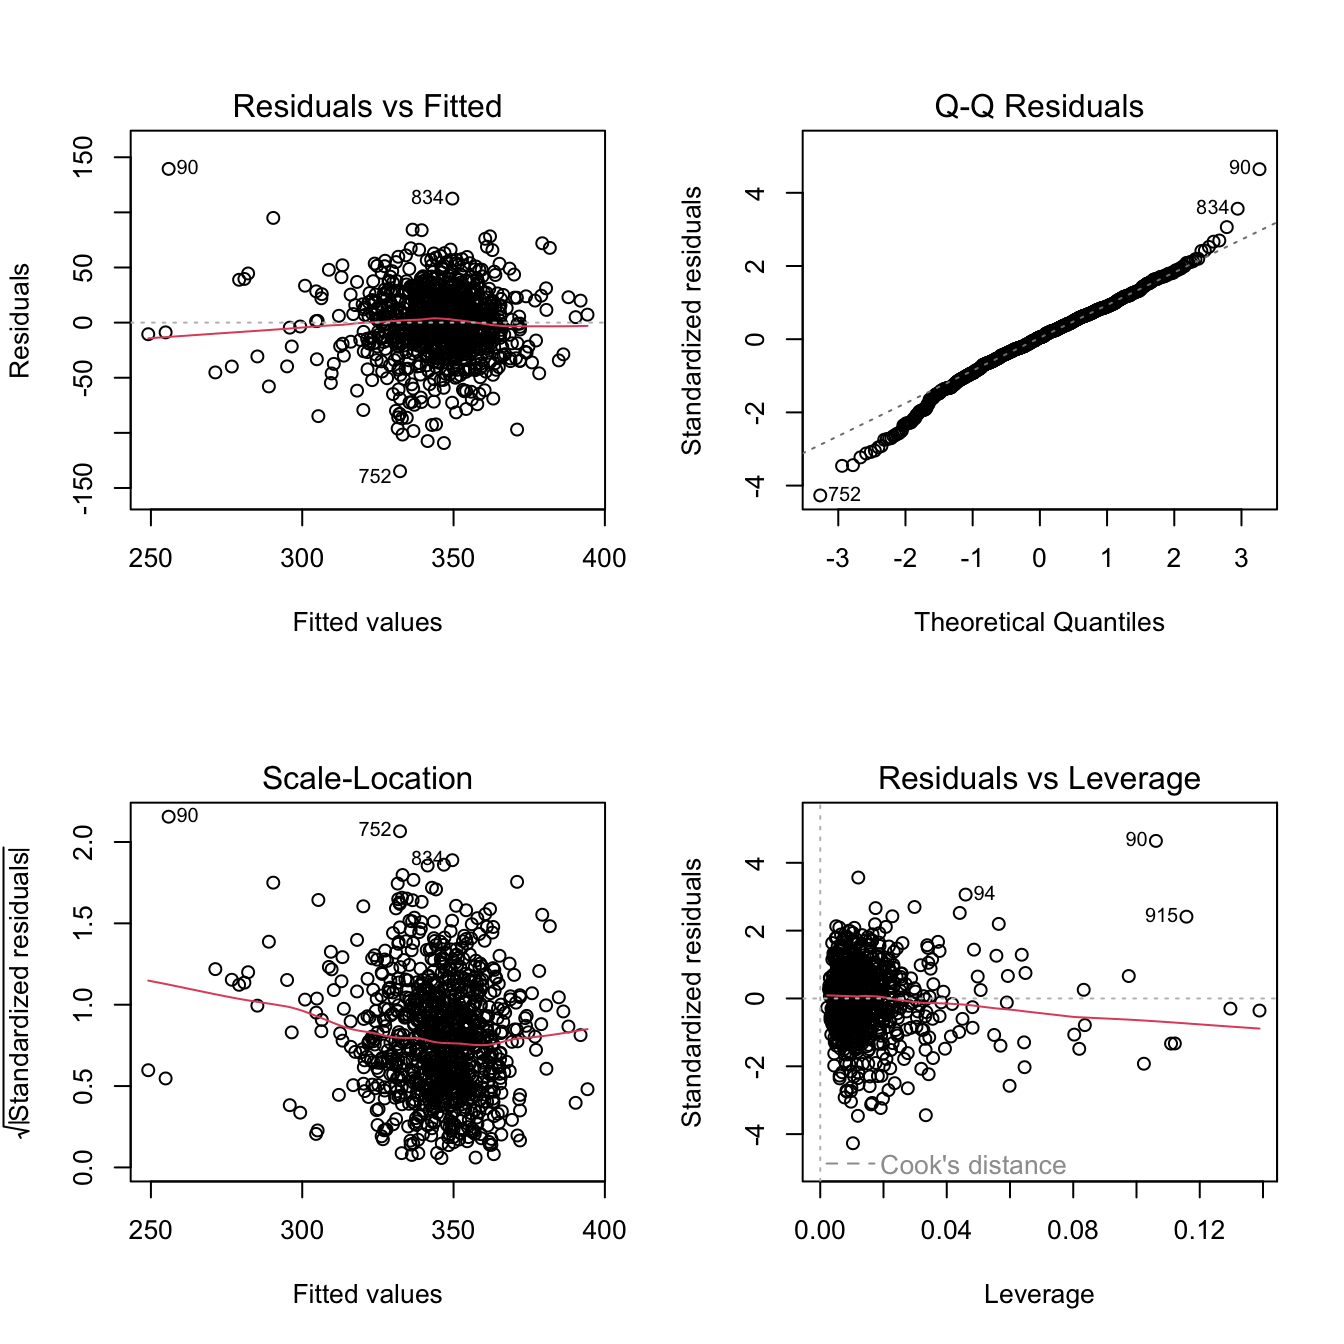 Residuals vs Fitted
Residuals
150
50
0
-50
-150
90
834
752
250 300 350 400
Fitted values
Q-Q Residuals
Standardized residuals
4
2
0
-2
-4
90
834
752
-3 -2 -1 0 1 2 3
Theoretical Quantiles
Scale-Location
√|Standardized residuals|
2.0
1.5
1.0
0.5
0.0
90
752
834
250 300 350 400
Fitted values
Residuals vs Leverage
Standardized residuals
4
2
0
-2
-4
90
94
915
Cook's distance
0.00 0.04 0.08 0.12
Leverage